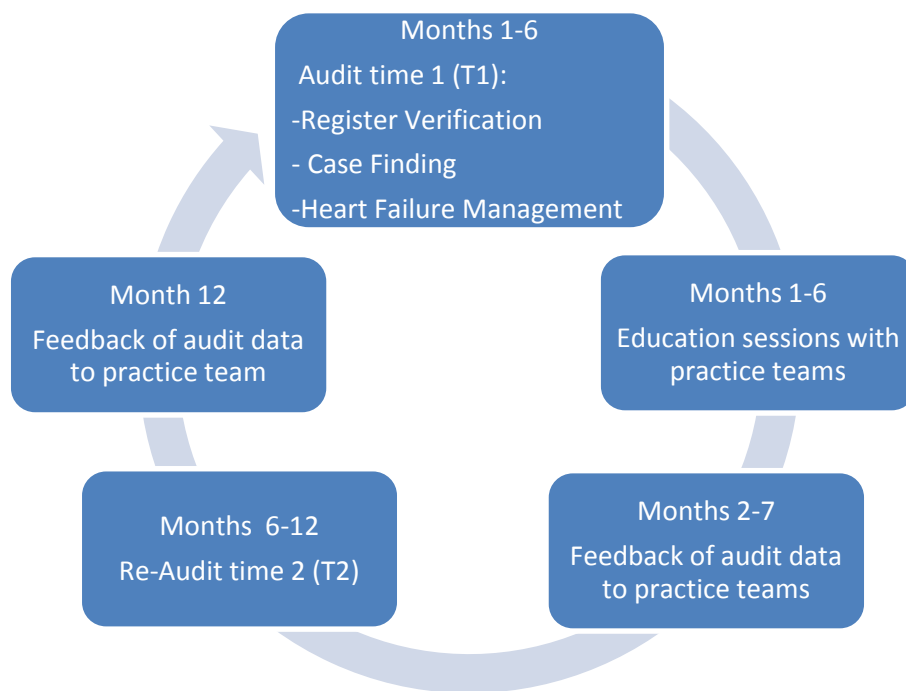 Months 1-6
Audit time 1 (T1):
-Register Verification
- Case Finding
-Heart Failure Management
Months 1-6
Education sessions with
practice teams
Months 2-7
Feedback of audit data
to practice teams
Months  6-12
Re-Audit time 2 (T2)
Month 12
Feedback of audit data
to practice team